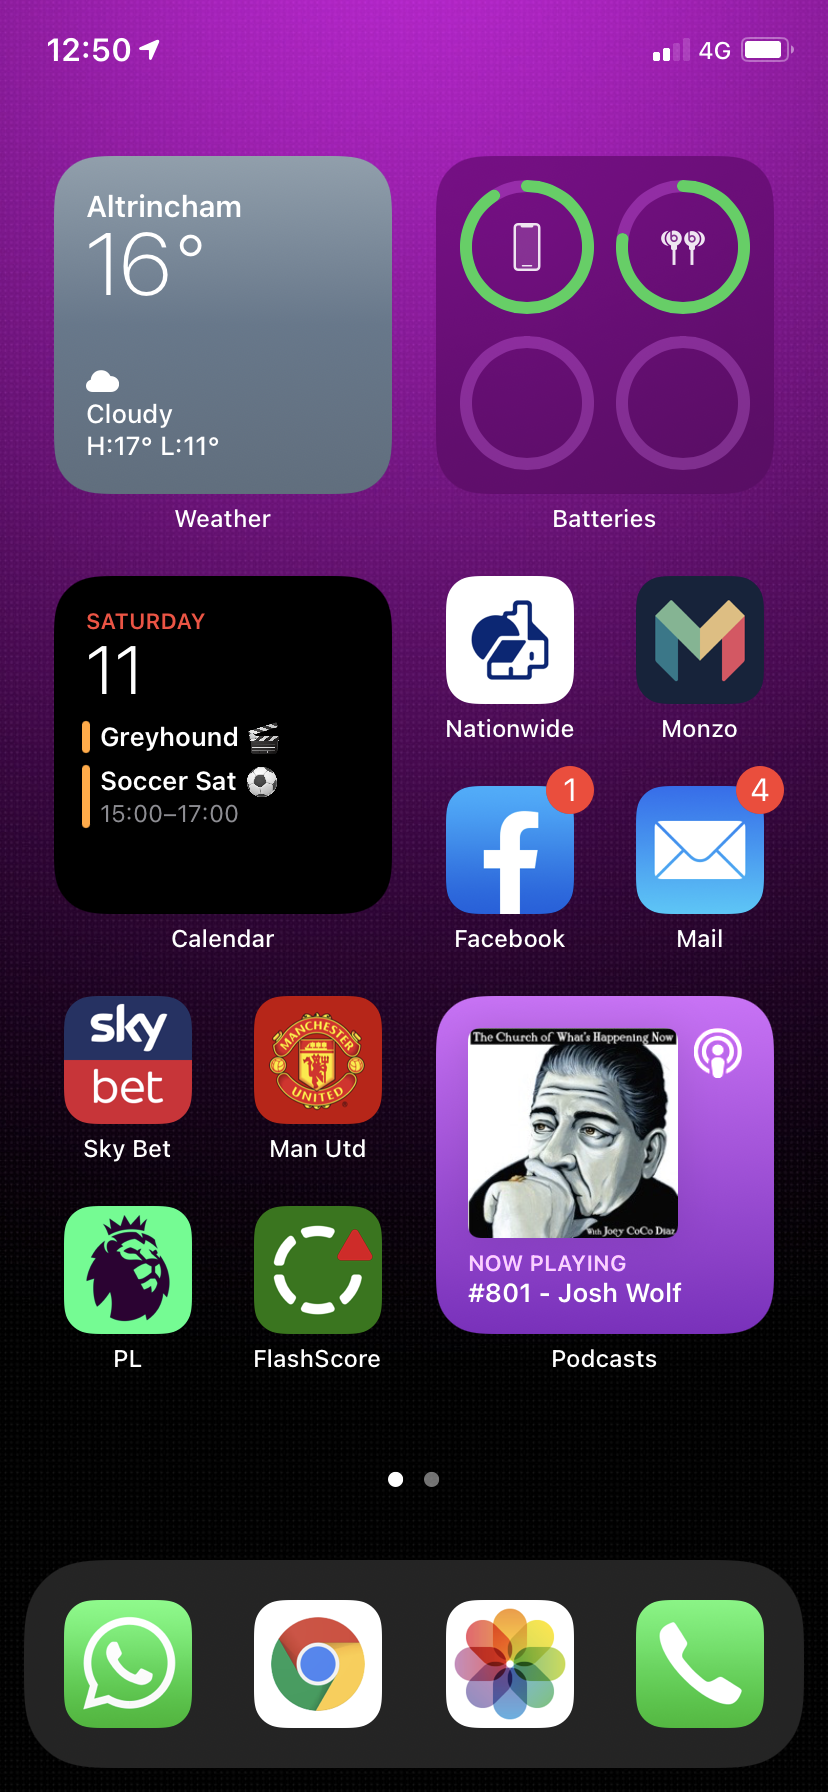 12:50
4G
Altrincham
16°
Cloudy
H:17° L:11°
Weather
Batteries
SATURDAY
11
Greyhound 🎬
Soccer Sat ⚽
15:00–17:00
Calendar
Nationwide
Monzo
1
Facebook
4
Mail
sky
bet
Sky Bet
MANCHESTER
UNITED
Man Utd
The Church of What's Happening Now
With Joey CoCo Diaz
NOW PLAYING
#801 - Josh Wolf
Podcasts
PL
FlashScore